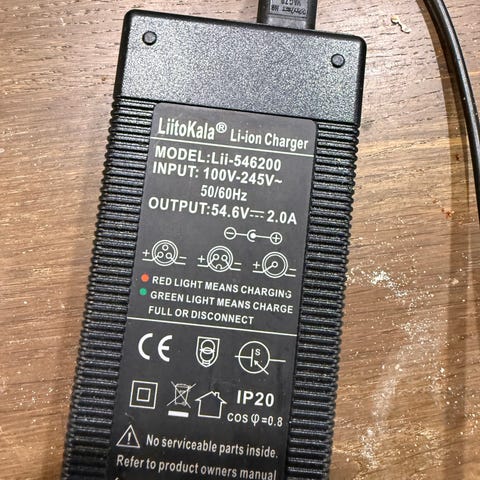 LiitoKala® Li-ion Charger
MODEL:Lii-546200
INPUT: 100V-245V~
50/60Hz
OUTPUT:54.6V⎓2.0A
RED LIGHT MEANS CHARGING
GREEN LIGHT MEANS CHARGE
FULL OR DISCONNECT
CE
S
IP20
COS φ=0.8
No serviceable parts inside.
Refer to product owners manual